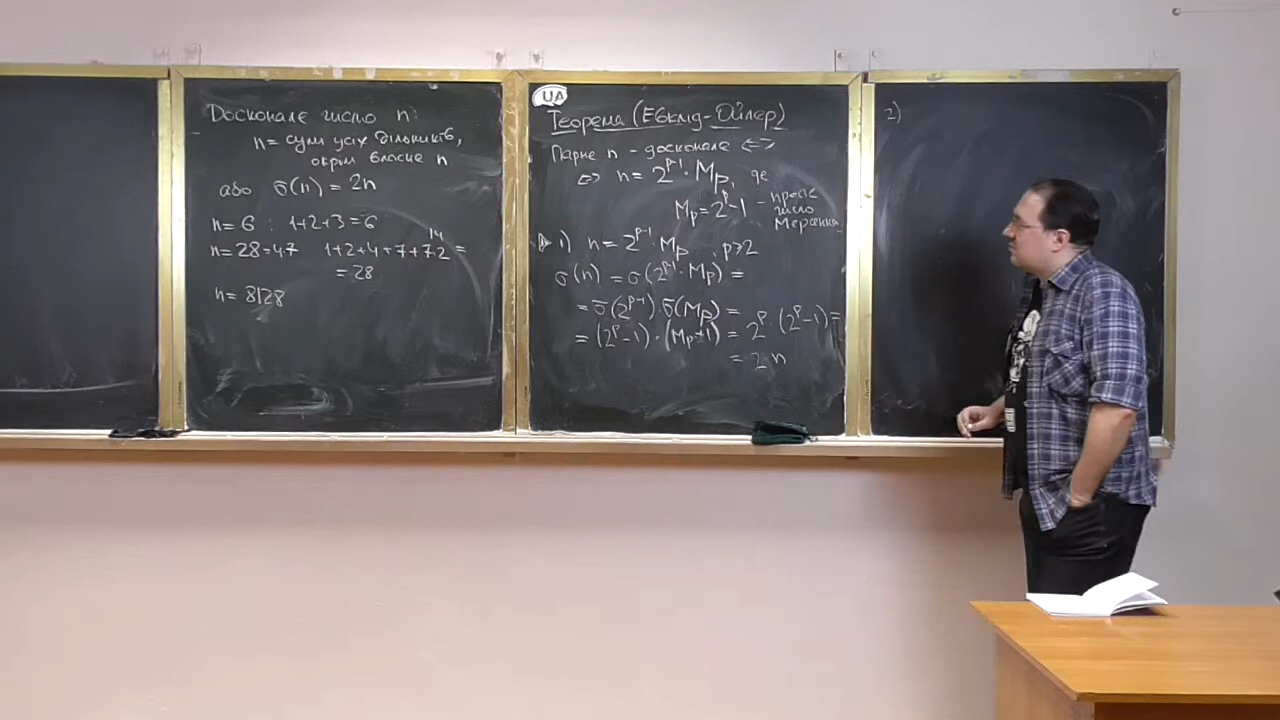 Досконале число n:
n = сумі усіх дільників,
окрім власне n
або σ(n) = 2n
n = 6 : 1+2+3 = 6
n = 28 = 4·7 1+2+4+7+7·2 =
14
= 28
n = 8128
UA
Теорема (Евклід-Ойлер)
Парне n - досконале <=>
<=> n = 2^{p-1} · M_p, де
M_p = 2^p - 1 - просте
число
Мерсенна
1) n = 2^{p-1} · M_p, p ≥ 2
σ(n) = σ(2^{p-1} · M_p) =
= σ(2^{p-1}) · σ(M_p) =
= (2^p - 1) · (M_p + 1) = 2^p · (2^p - 1) =
= 2n
2)